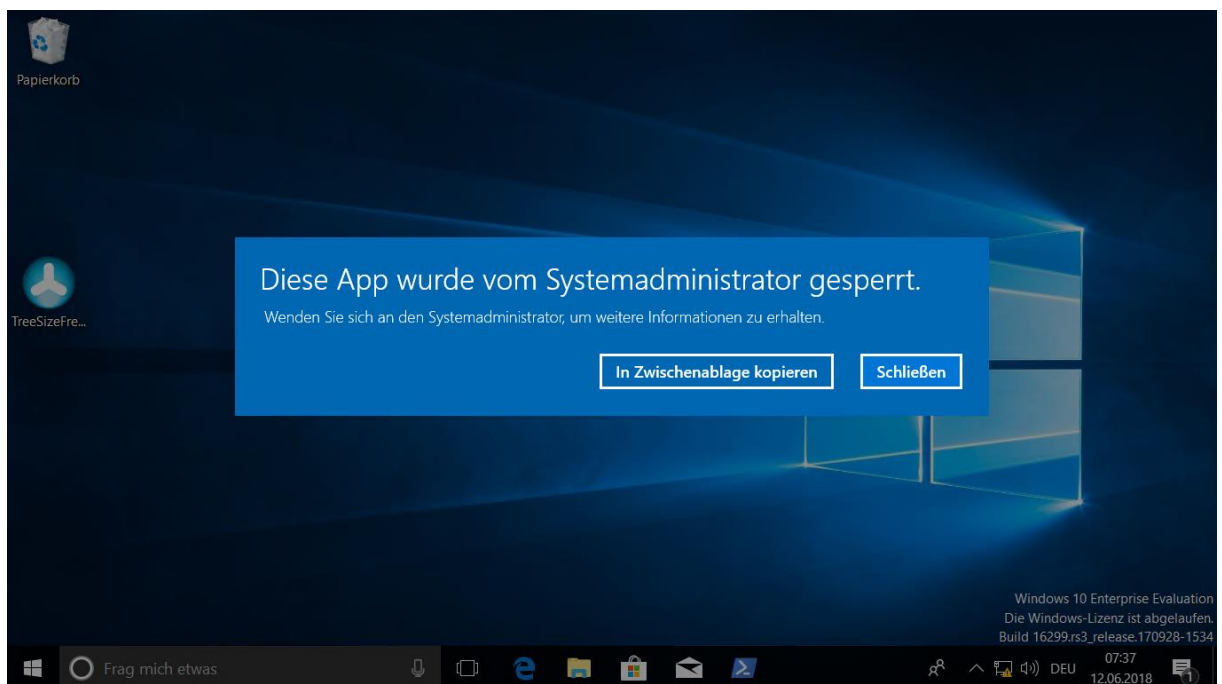 Papierkorb
TreeSizeFre...
Diese App wurde vom Systemadministrator gesperrt.
Wenden Sie sich an den Systemadministrator, um weitere Informationen zu erhalten.
In Zwischenablage kopieren
Schließen
Windows 10 Enterprise Evaluation
Die Windows-Lizenz ist abgelaufen.
Build 16299.rs3_release.170928-1534
Frag mich etwas
DEU
07:37
12.06.2018
1